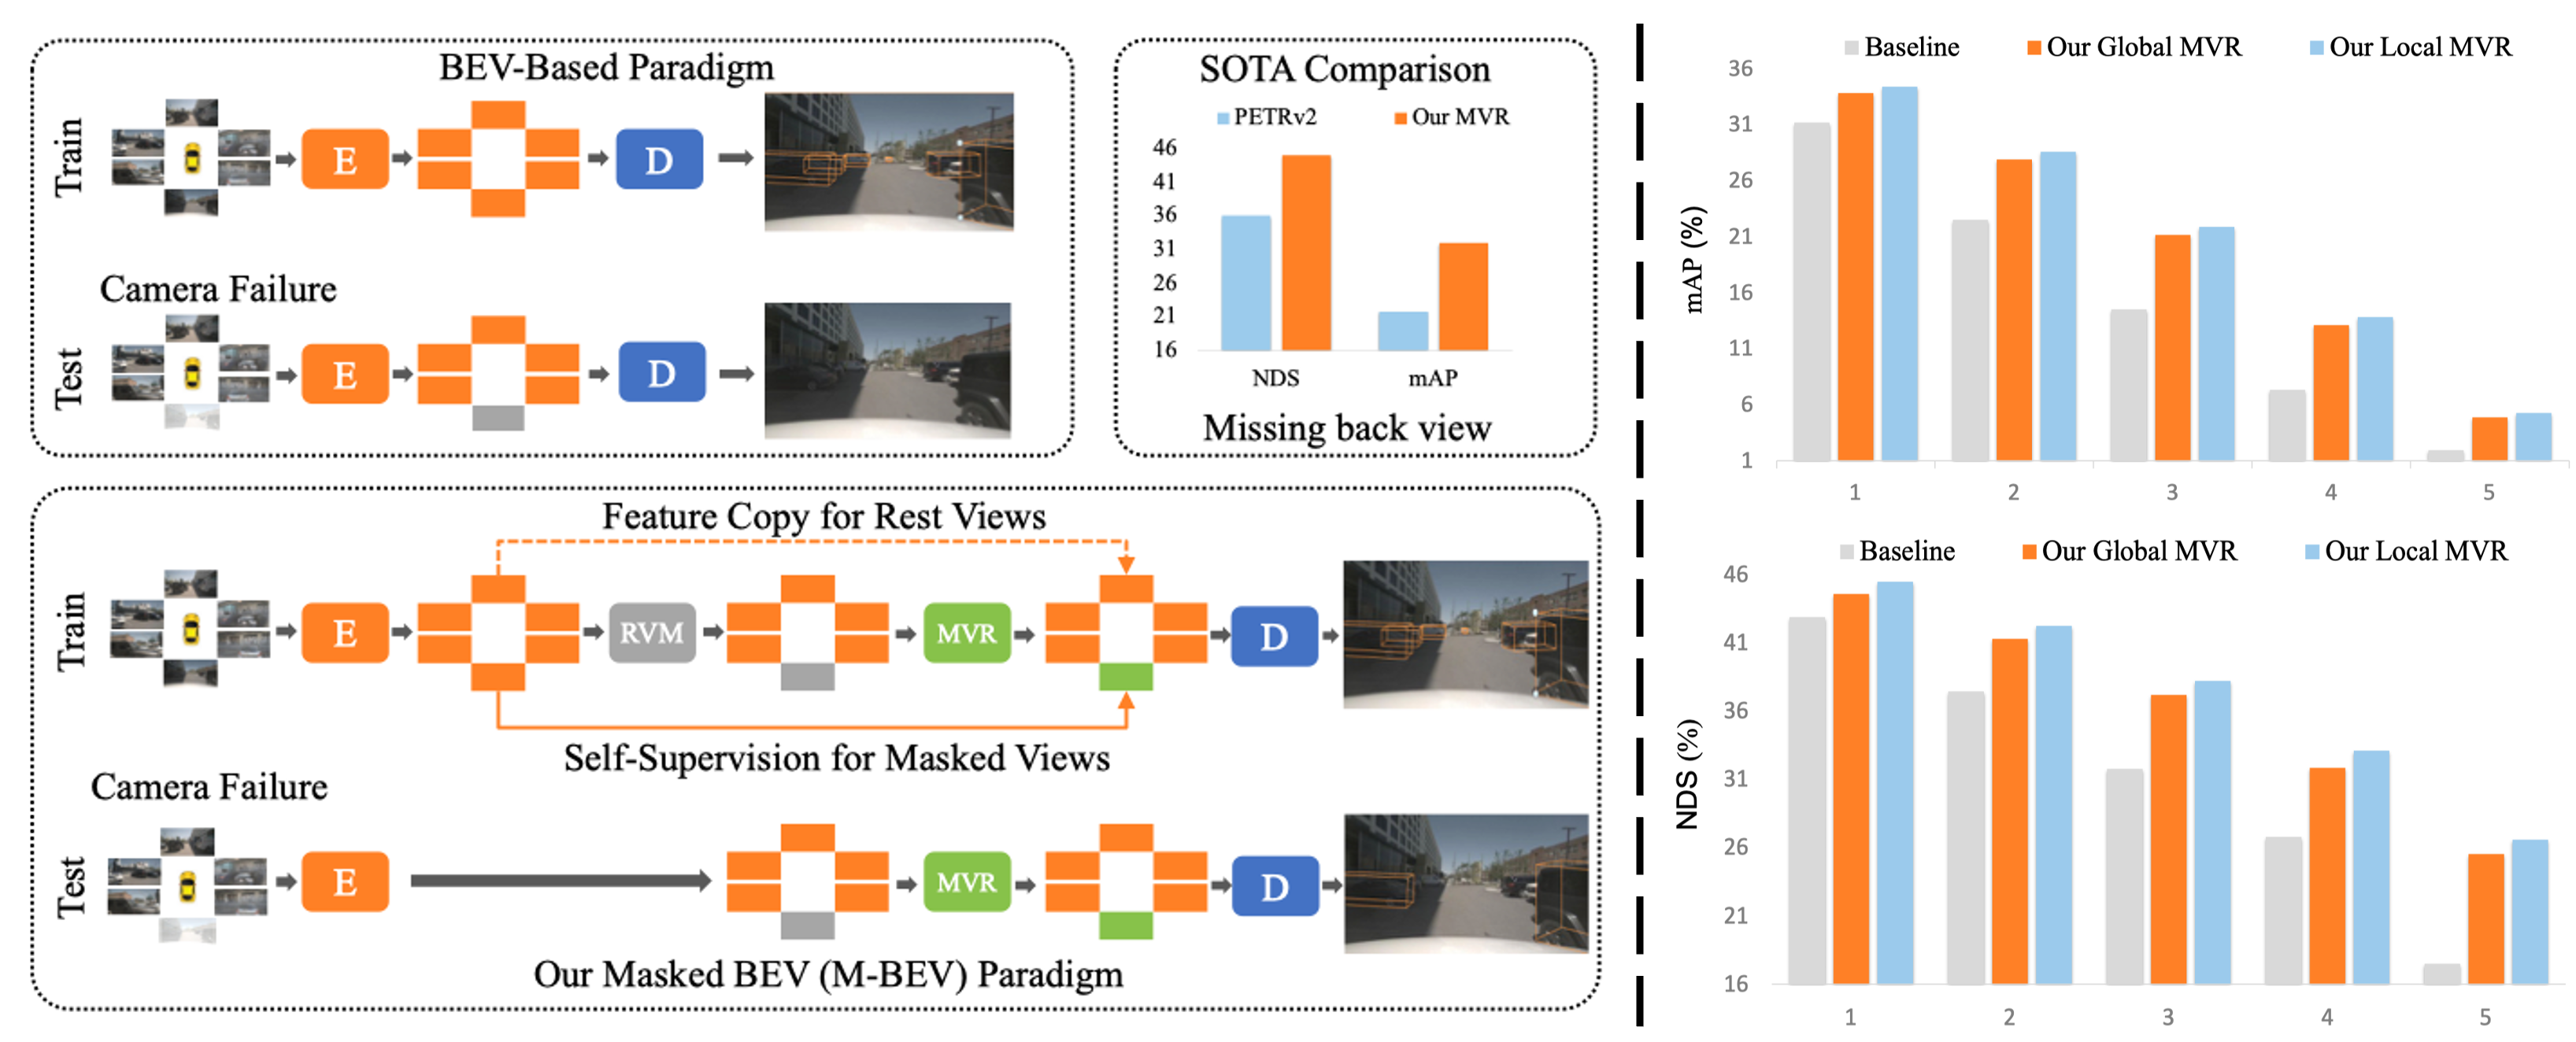 BEV-Based Paradigm
Train
E
D
Camera Failure
Test
E
D
SOTA Comparison
PETRv2 Our MVR
46
41
36
31
26
21
16
NDS mAP
Missing back view
Feature Copy for Rest Views
Train
E
RVM
MVR
D
Self-Supervision for Masked Views
Camera Failure
Test
E
MVR
D
Our Masked BEV (M-BEV) Paradigm
Baseline Our Global MVR Our Local MVR
mAP (%)
36
31
26
21
16
11
6
1
1 2 3 4 5
Baseline Our Global MVR Our Local MVR
NDS (%)
46
41
36
31
26
21
16
1 2 3 4 5